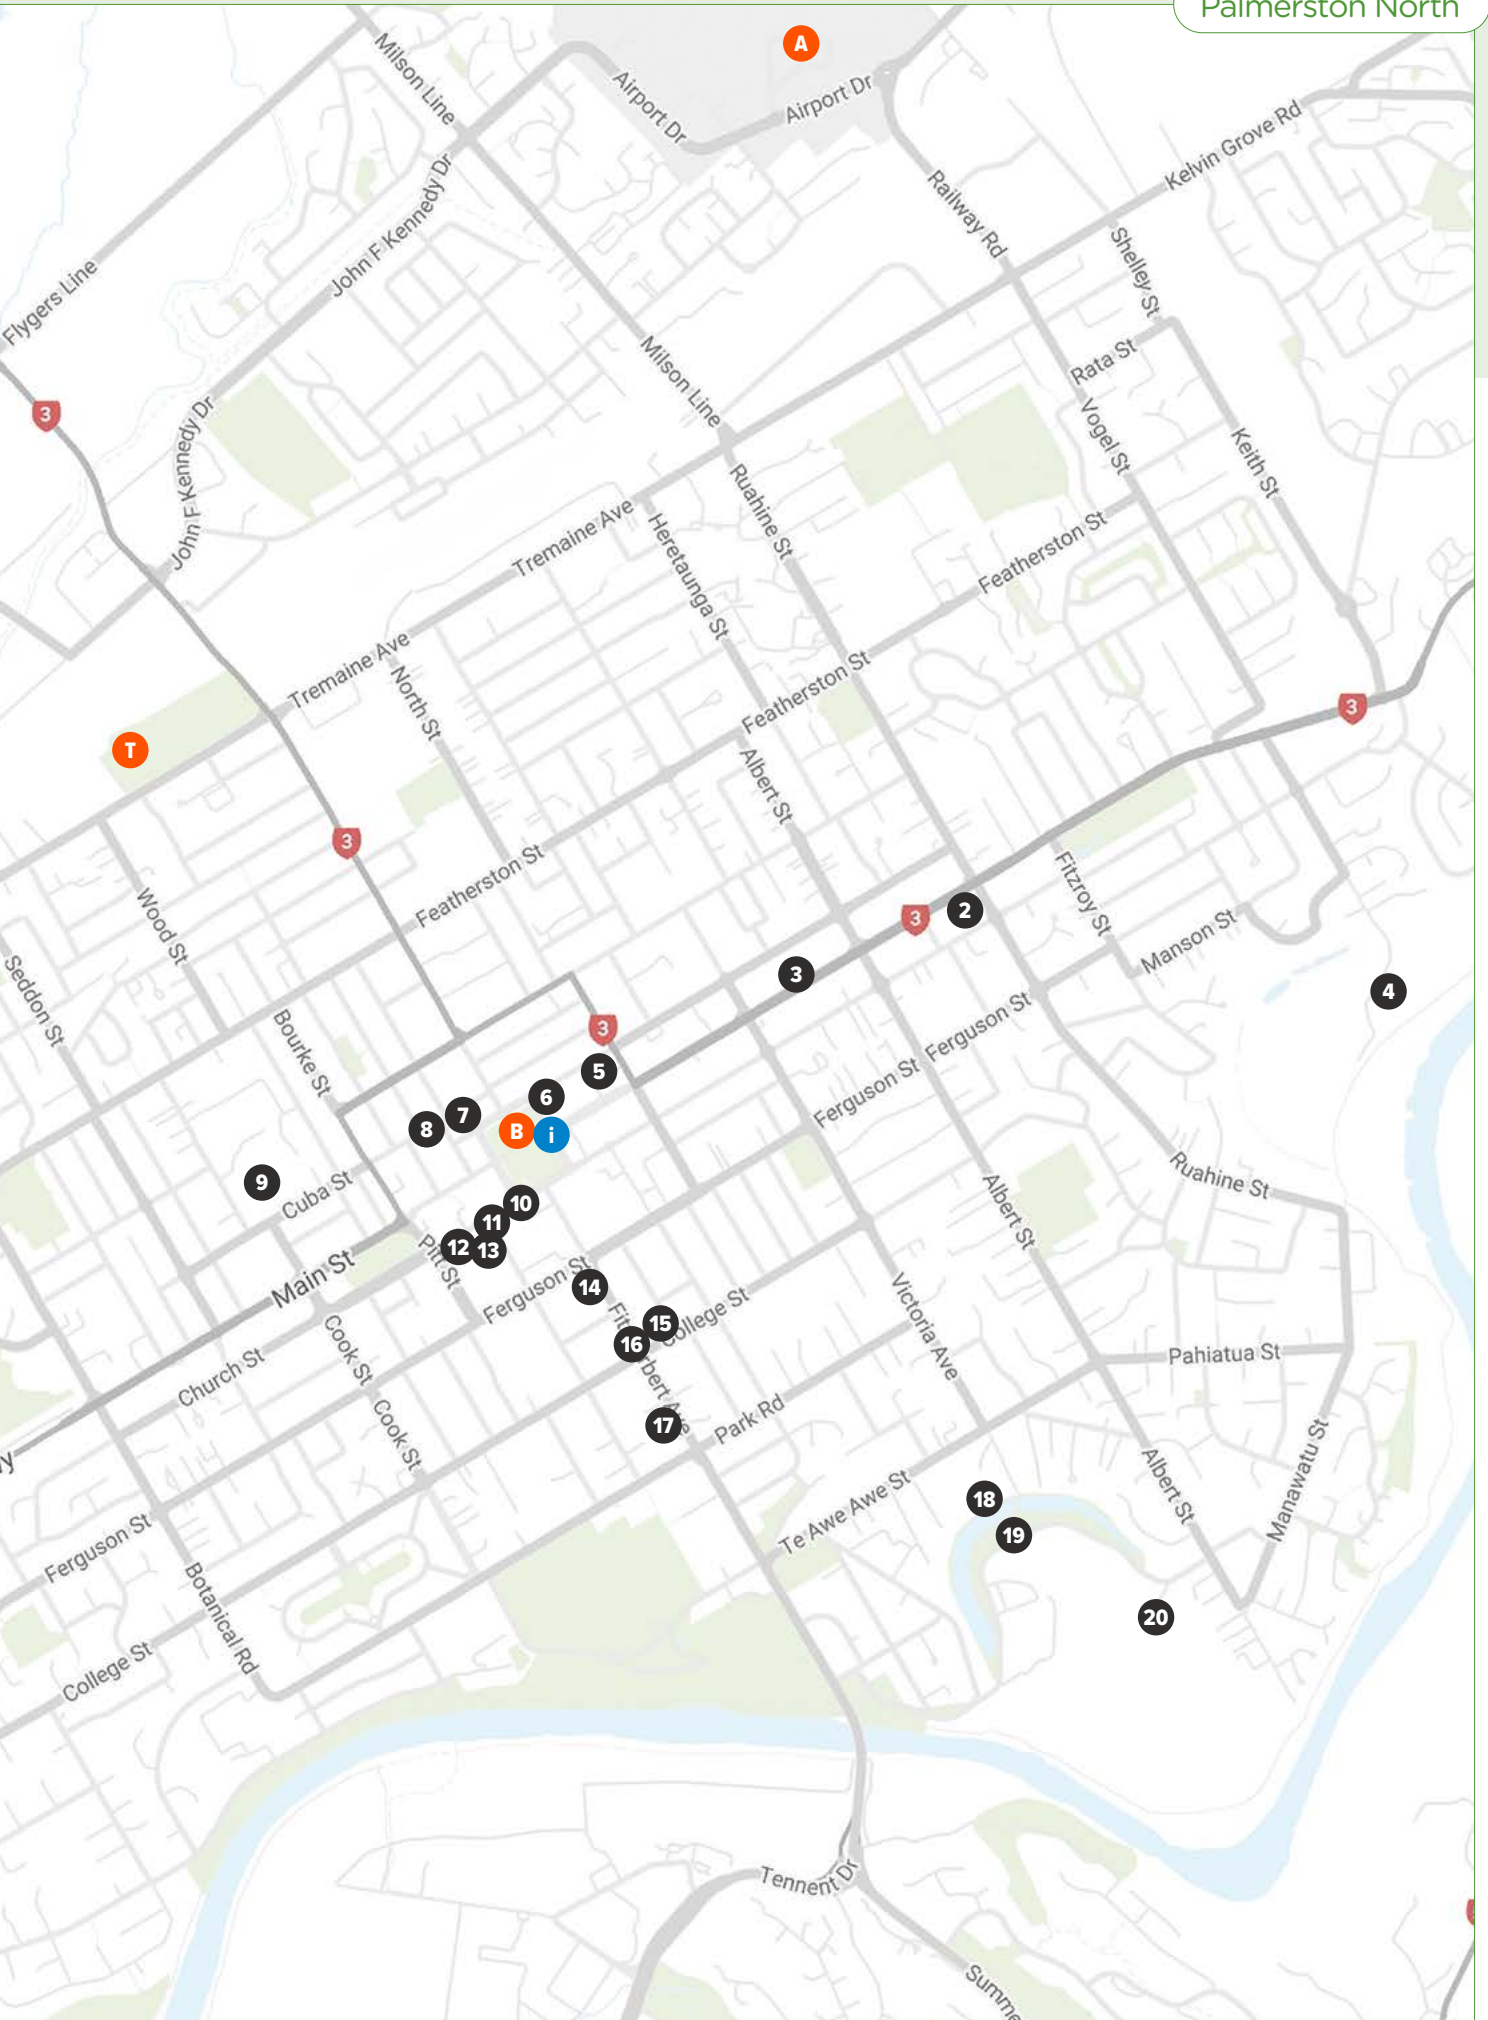 Palmerston North
A
Milson Line
Airport Dr
Airport Dr
Kelvin Grove Rd
John F Kennedy Dr
Railway Rd
Shelley St
Flygers Line
Milson Line
Rata St
3
John F Kennedy Dr
Vogel St
Keith St
Ruahine St
Tremaine Ave
Heretaunga St
Featherston St
Tremaine Ave
North St
Featherston St
3
T
Albert St
3
Featherston St
Wood St
Fitzroy St
2
3
Manson St
Seddon St
3
4
Ferguson St
3
Bourke St
5
Ferguson St
6
7
8
B
i
9
Cuba St
Ruahine St
10
11
Albert St
12
13
Pitt St
Main St
Ferguson St
14
Victoria Ave
15
College St
16
Cook St
Pahiatua St
Church St
Park Rd
17
Cook St
Albert St
Manawatu St
18
Te Awe Awe St
19
Ferguson St
Botanical Rd
20
College St
Tennent Dr